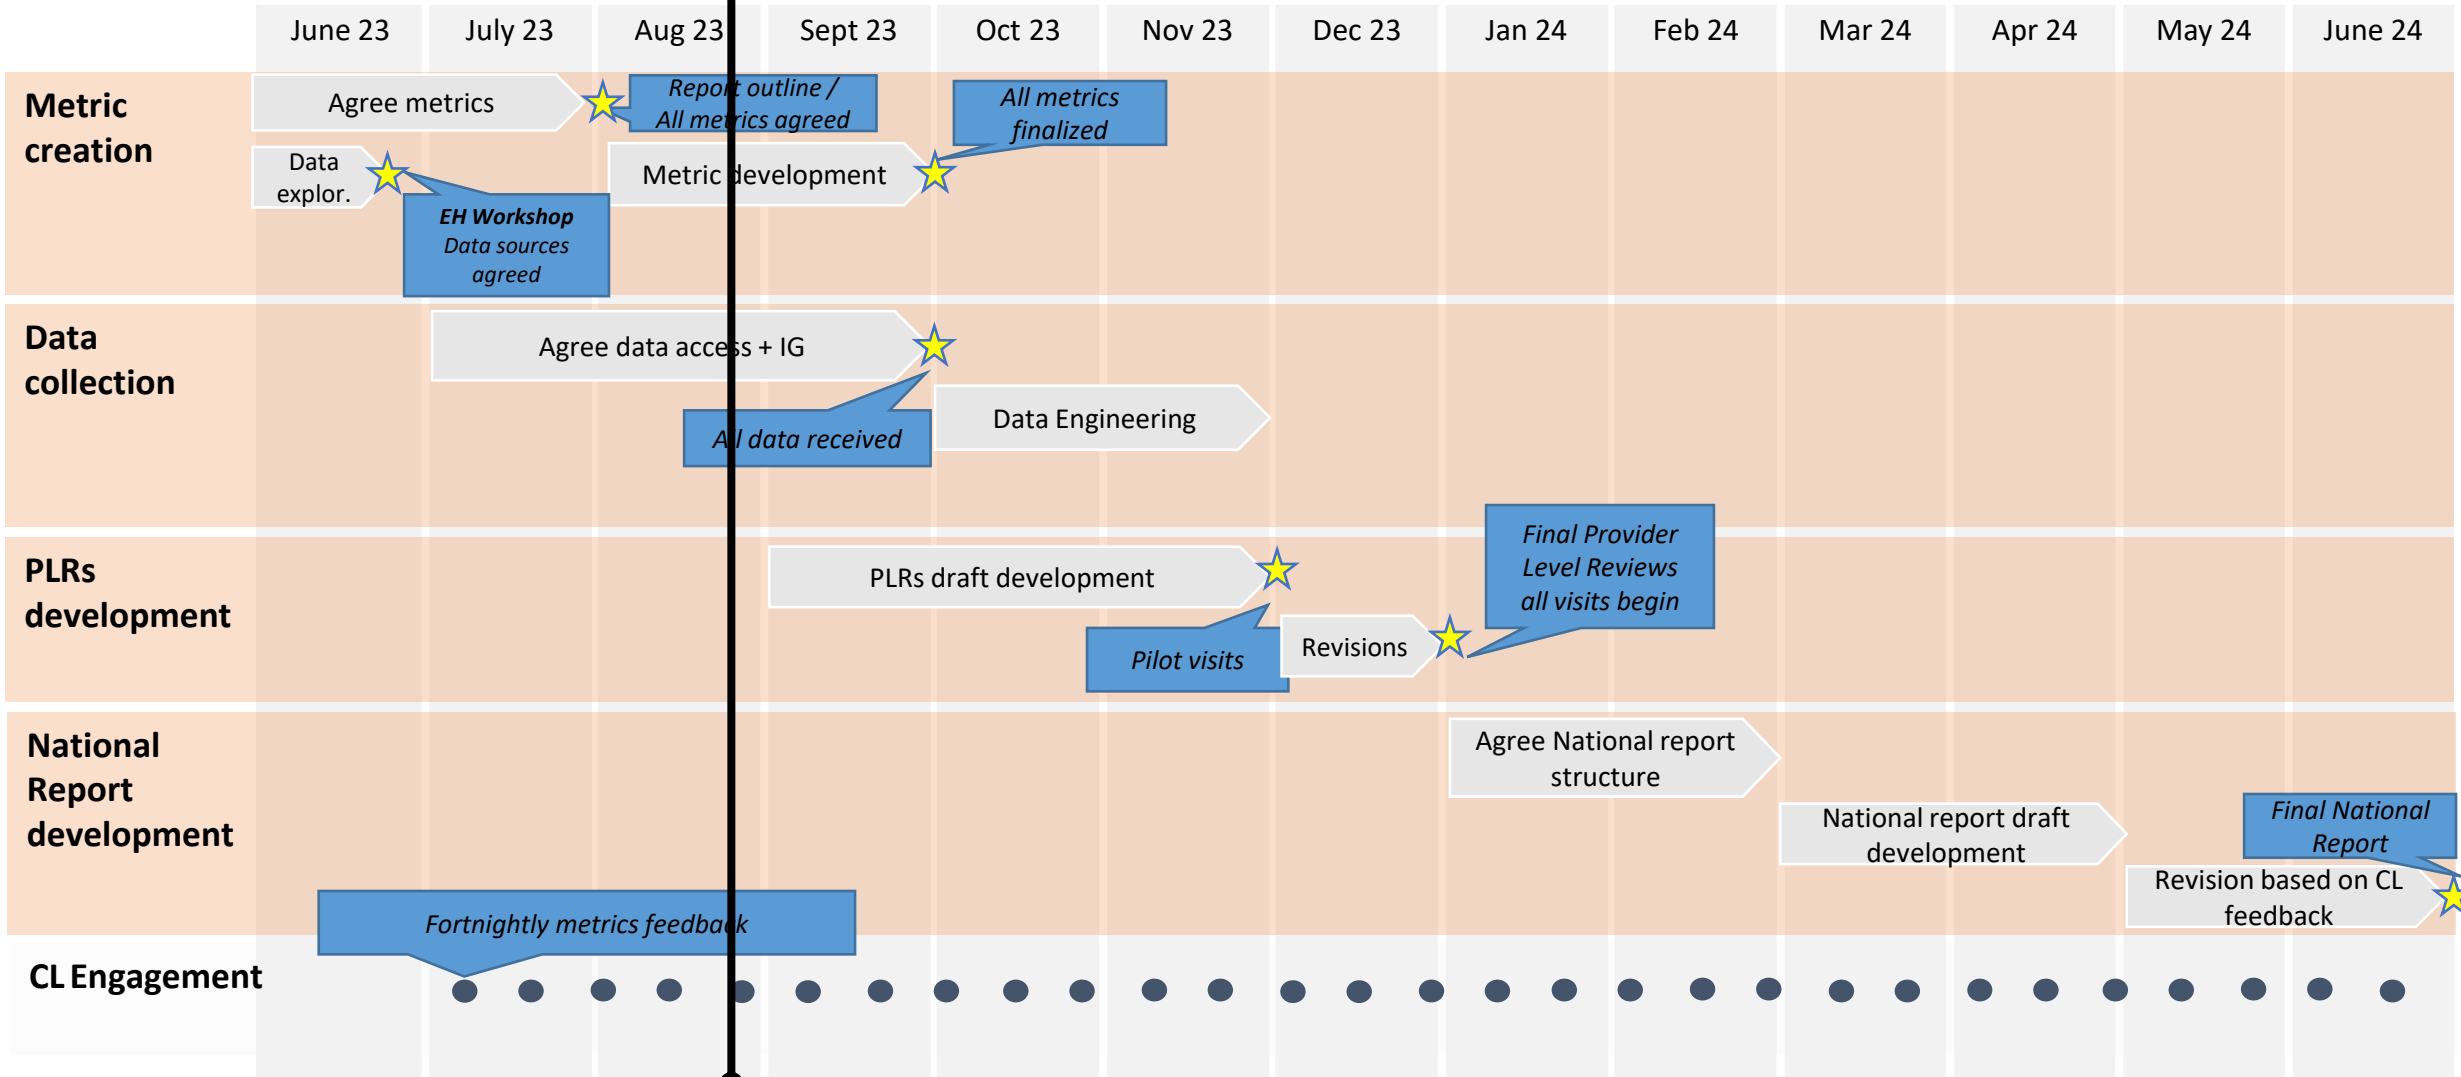 June 23
July 23
Aug 23
Sept 23
Oct 23
Nov 23
Dec 23
Jan 24
Feb 24
Mar 24
Apr 24
May 24
June 24
Metric
creation
Agree metrics
Report outline /
All metrics agreed
All metrics
finalized
Data
explor.
Metric development
EH Workshop
Data sources
agreed
Data
collection
Agree data access + IG
All data received
Data Engineering
PLRs
development
PLRs draft development
Pilot visits
Revisions
Final Provider
Level Reviews
all visits begin
National
Report
development
Agree National report
structure
National report draft
development
Final National
Report
Revision based on CL
feedback
Fortnightly metrics feedback
CL Engagement